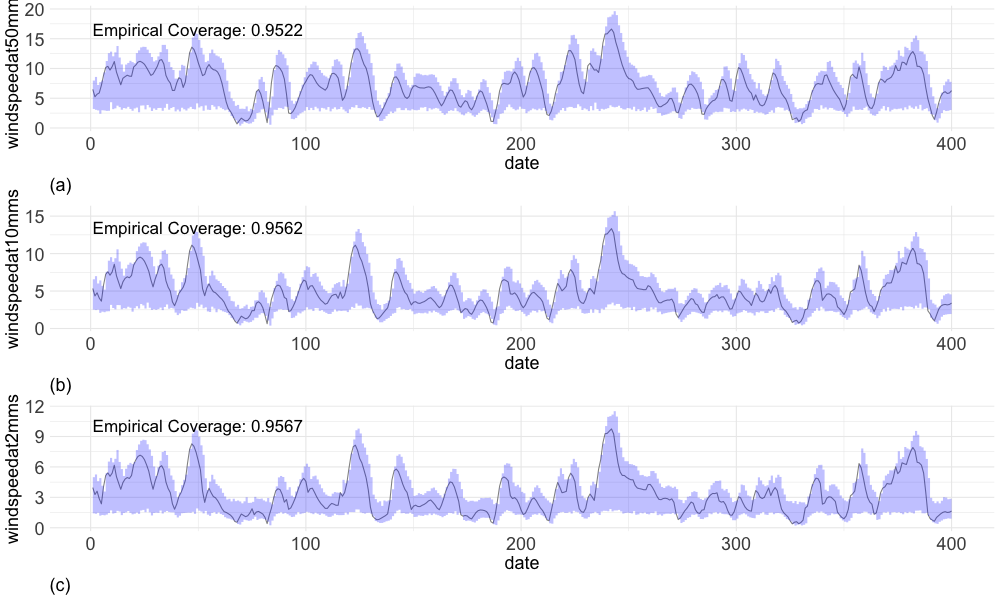 windspeedat50mms
20
15
10
5
0
Empirical Coverage: 0.9522
0 100 200 300 400
date
(a)
windspeedat10mms
15
10
5
0
Empirical Coverage: 0.9562
0 100 200 300 400
date
(b)
windspeedat2mms
12
9
6
3
0
Empirical Coverage: 0.9567
0 100 200 300 400
date
(c)